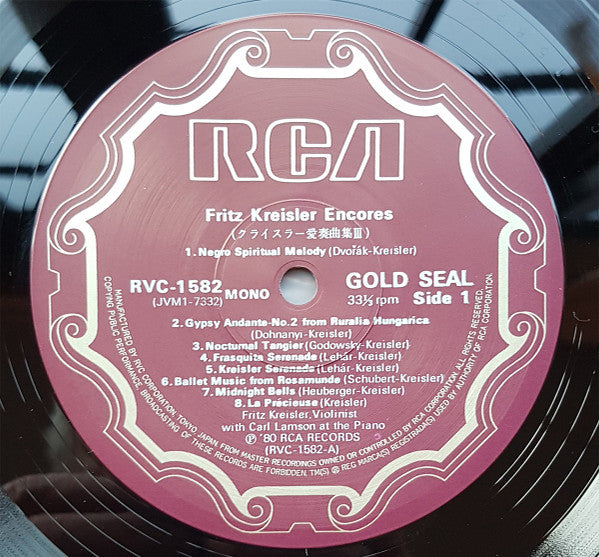 RCA
Fritz Kreisler Encores
(クライスラー愛奏曲集Ⅲ)
1. Negro Spiritual Melody (Dvořák-Kreisler)
RVC-1582 MONO GOLD SEAL
(JVM1-7332) 33⅓ rpm Side 1
2. Gypsy Andante-No.2 from Ruralia Hungarica
(Dohnanyi-Kreisler)
3. Noctumal Tangier (Godowsky-Kreisler)
4. Frasquita Serenade (Lehár-Kreisler)
5. Kreisler Serenade (Lehár-Kreisler)
6. Ballet Music from Rosamunde (Schubert-Kreisler)
7. Midnight Bells (Heuberger-Kreisler)
8. La Précieuse (Kreisler)
Fritz Kreisler, Violinist
with Carl Lamson at the Piano
Ⓟ '80 RCA RECORDS
(RVC-1582-A)
MANUFACTURED BY RVC CORPORATION, TOKYO JAPAN FROM MASTER RECORDINGS OWNED OR CONTROLLED BY RCA CORPORATION. ALL RIGHTS RESERVED.
COPYING PUBLIC PERFORMANCE, BROADCASTING OF THESE RECORDS ARE FORBIDDEN. TM(S) ® REG MARCA(S) REGISTRADA(S) USED BY AUTHORITY OF RCA CORPORATION.